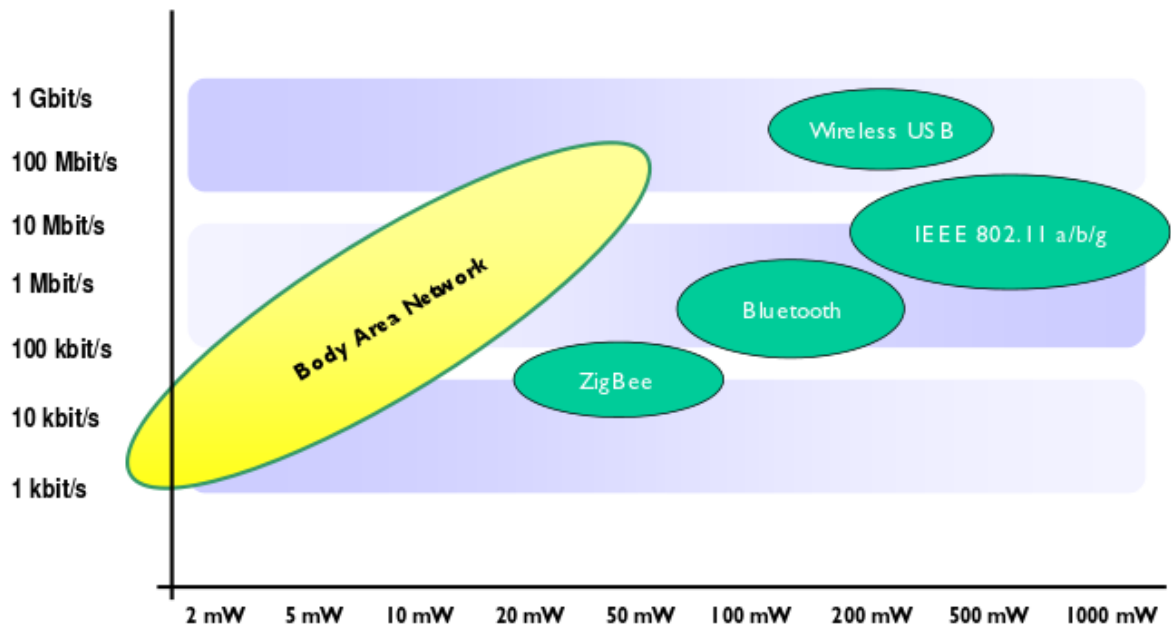 1 Gbit/s
Wireless USB
100 Mbit/s
10 Mbit/s
IEEE 802.11 a/b/g
1 Mbit/s
Body Area Network
Bluetooth
100 kbit/s
ZigBee
10 kbit/s
1 kbit/s
2 mW 5 mW 10 mW 20 mW 50 mW 100 mW 200 mW 500 mW 1000 mW